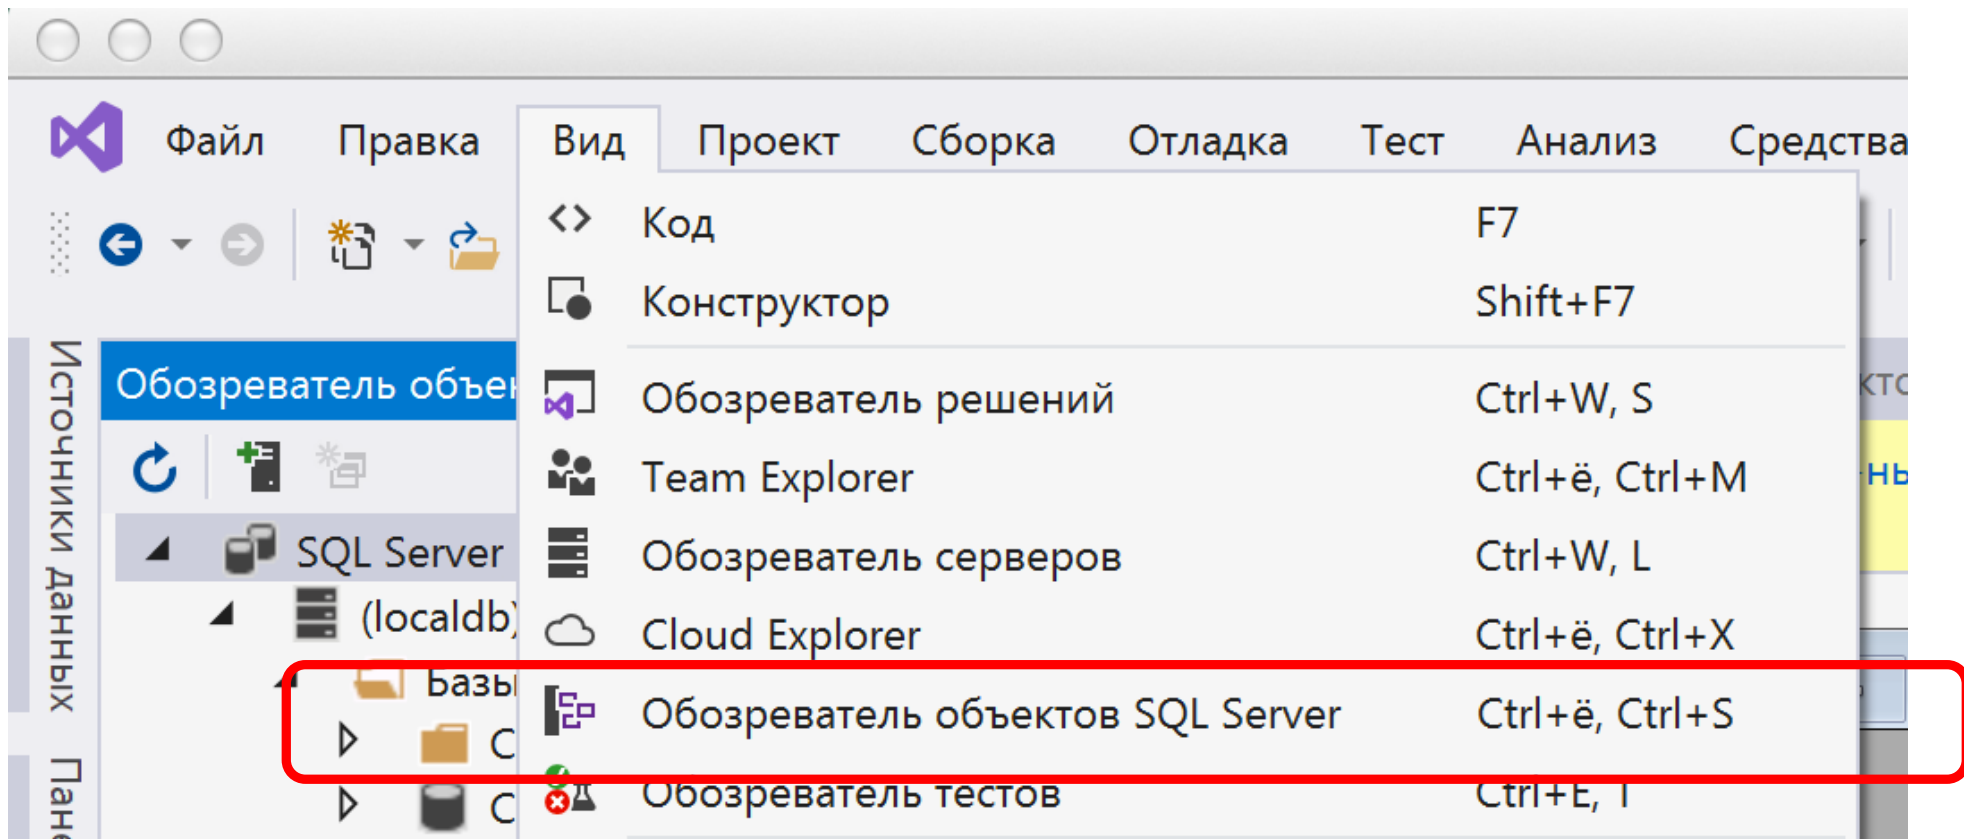 Файл Правка Вид Проект Сборка Отладка Тест Анализ Средства
Код F7
Конструктор Shift+F7
Обозреватель решений Ctrl+W, S
Team Explorer Ctrl+ё, Ctrl+M
Обозреватель серверов Ctrl+W, L
Cloud Explorer Ctrl+ё, Ctrl+X
Обозреватель объектов SQL Server Ctrl+ё, Ctrl+S
Обозреватель тестов Ctrl+E, T
Источники данных
Обозреватель
SQL Server
(localdb)